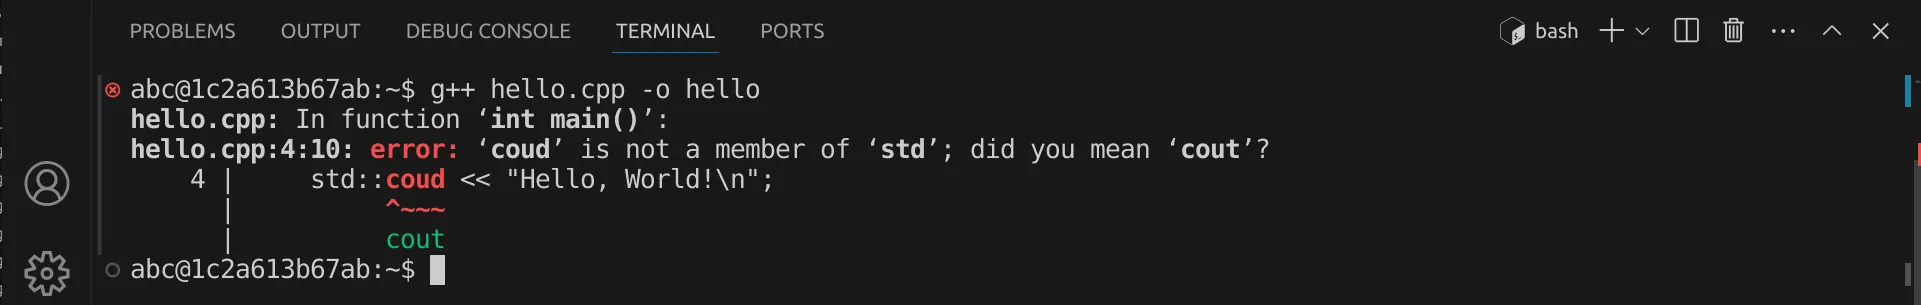 PROBLEMS OUTPUT DEBUG CONSOLE TERMINAL PORTS bash
abc@1c2a613b67ab:~$ g++ hello.cpp -o hello
hello.cpp: In function ‘int main()’:
hello.cpp:4:10: error: ‘coud’ is not a member of ‘std’; did you mean ‘cout’?
    4 |     std::coud << "Hello, World!\n";
      |          ^~~~
      |          cout
abc@1c2a613b67ab:~$